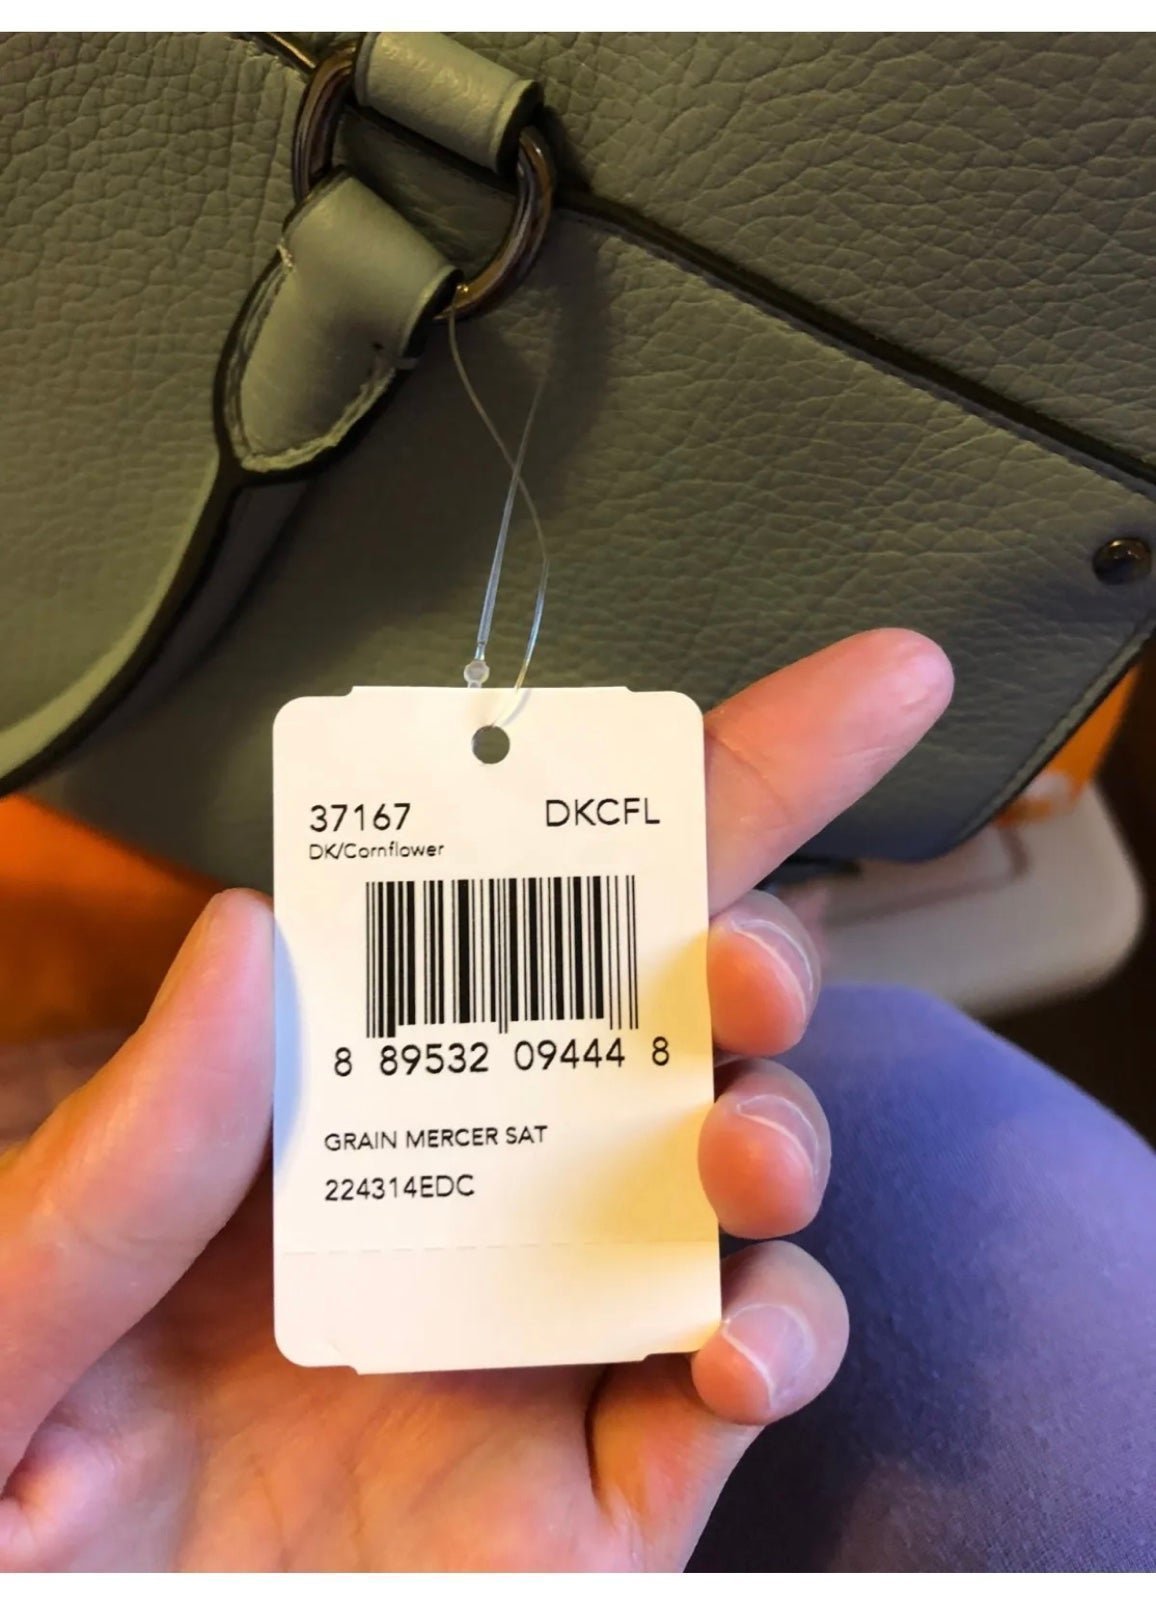 37167 DKCFL
DK/Cornflower
8 89532 09444 8
GRAIN MERCER SAT
224314EDC